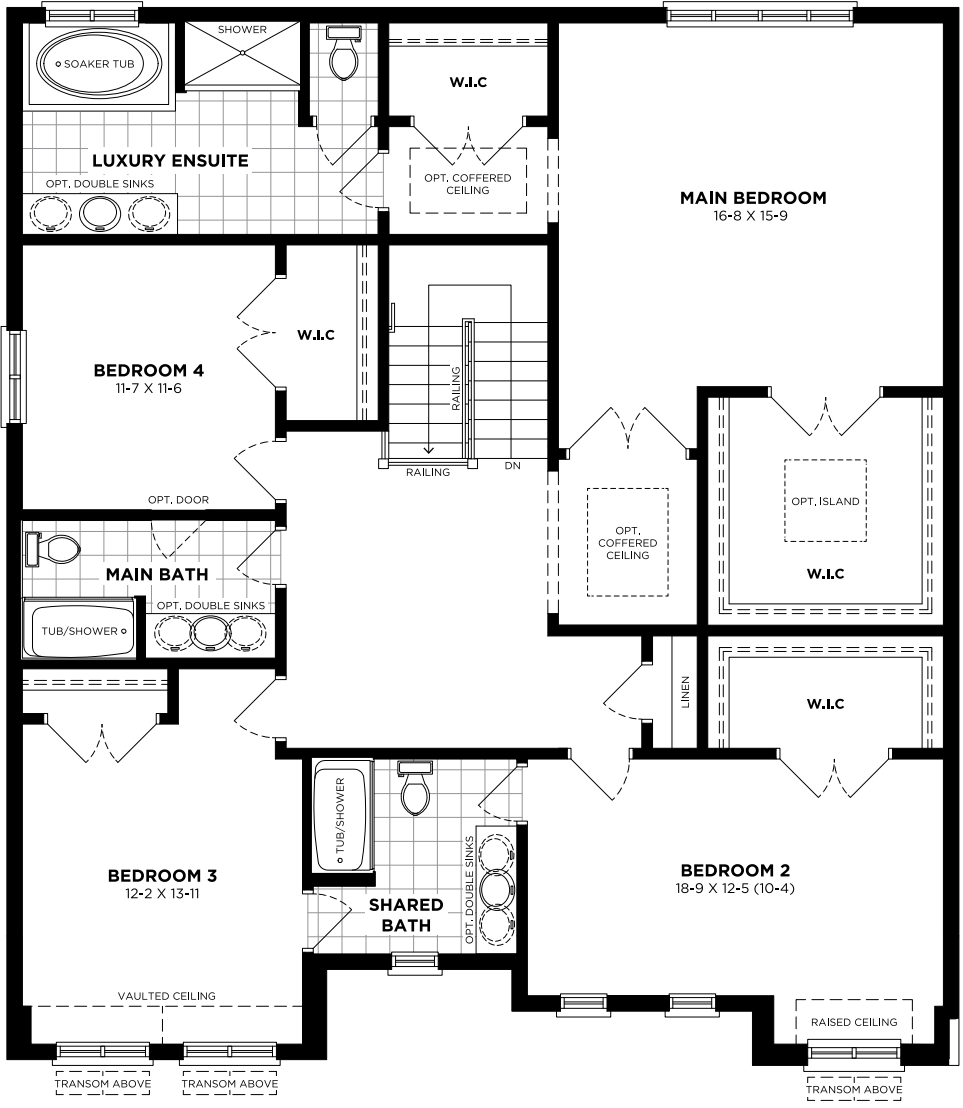 SHOWER
SOAKER TUB
W.I.C
LUXURY ENSUITE
OPT. DOUBLE SINKS
OPT. COFFERED
CEILING
MAIN BEDROOM
16-8 X 15-9
W.I.C
BEDROOM 4
11-7 X 11-6
RAILING
RAILING
DN
OPT. DOOR
OPT. ISLAND
OPT.
COFFERED
CEILING
W.I.C
MAIN BATH
OPT. DOUBLE SINKS
TUB/SHOWER
LINEN
W.I.C
TUB/SHOWER
OPT. DOUBLE SINKS
BEDROOM 3
12-2 X 13-11
BEDROOM 2
18-9 X 12-5 (10-4)
SHARED
BATH
VAULTED CEILING
RAISED CEILING
TRANSOM ABOVE
TRANSOM ABOVE
TRANSOM ABOVE